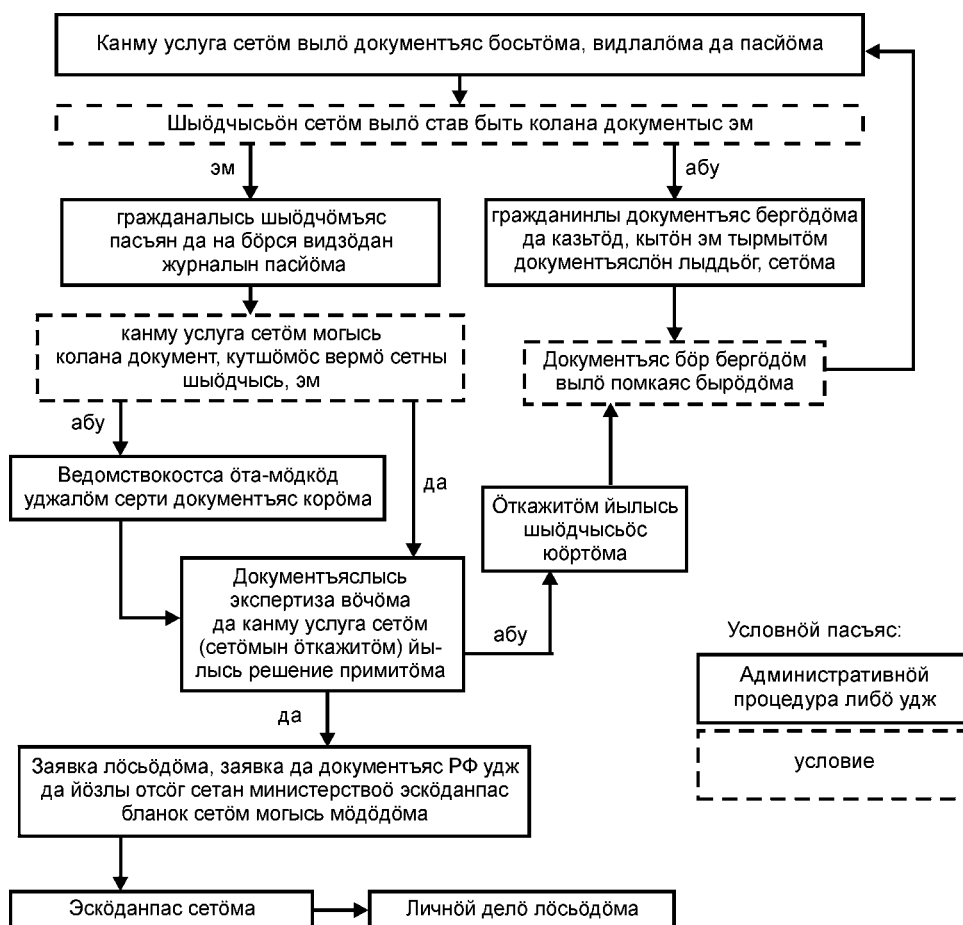 Канму услуга сетӧм вылӧ документъяс босьтӧма, видлалӧма да пасйӧма
Шыӧдчысьӧн сетӧм вылӧ став быть колана документыс эм
эм
абу
гражданалысь шыӧдчӧмъяс
пасъян да на бӧрся видзӧдан
журналын пасйӧма
гражданинлы документъяс бергӧдӧма
да казьтӧд, кытӧн эм тырмытӧм
документъяслӧн лыддьӧг, сетӧма
канму услуга сетӧм могысь
колана документ, кутшӧмӧс вермӧ сетны
шыӧдчысь, эм
Документъяс бӧр бергӧдӧм
вылӧ помкаяс бырӧдӧма
абу
да
Ведомствокостса ӧта-мӧдкӧд
уджалӧм серти документъяс корӧма
Ӧткажитӧм йылысь
шыӧдчысьӧс
юӧртӧма
Документъяслысь
экспертиза вӧчӧма
да канму услуга сетӧм
(сетӧмын ӧткажитӧм) йы-
лысь решение примитӧма
абу
да
Условнӧй пасъяс:
Административнӧй
процедура либӧ удж
условие
Заявка лӧсьӧдӧма, заявка да документъяс РФ удж
да йӧзлы отсӧг сетан министерствоӧ эскӧданпас
бланок сетӧм могысь мӧдӧдӧма
Эскӧданпас сетӧма
Личнӧй делӧ лӧсьӧдӧма